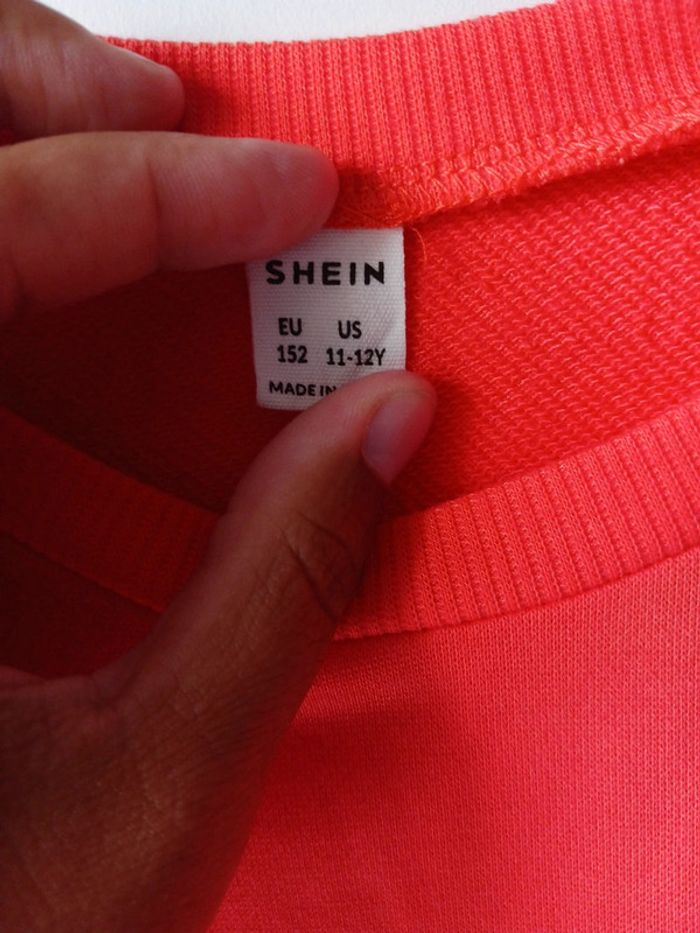 SHEIN
EU US
152 11-12Y
MADE IN